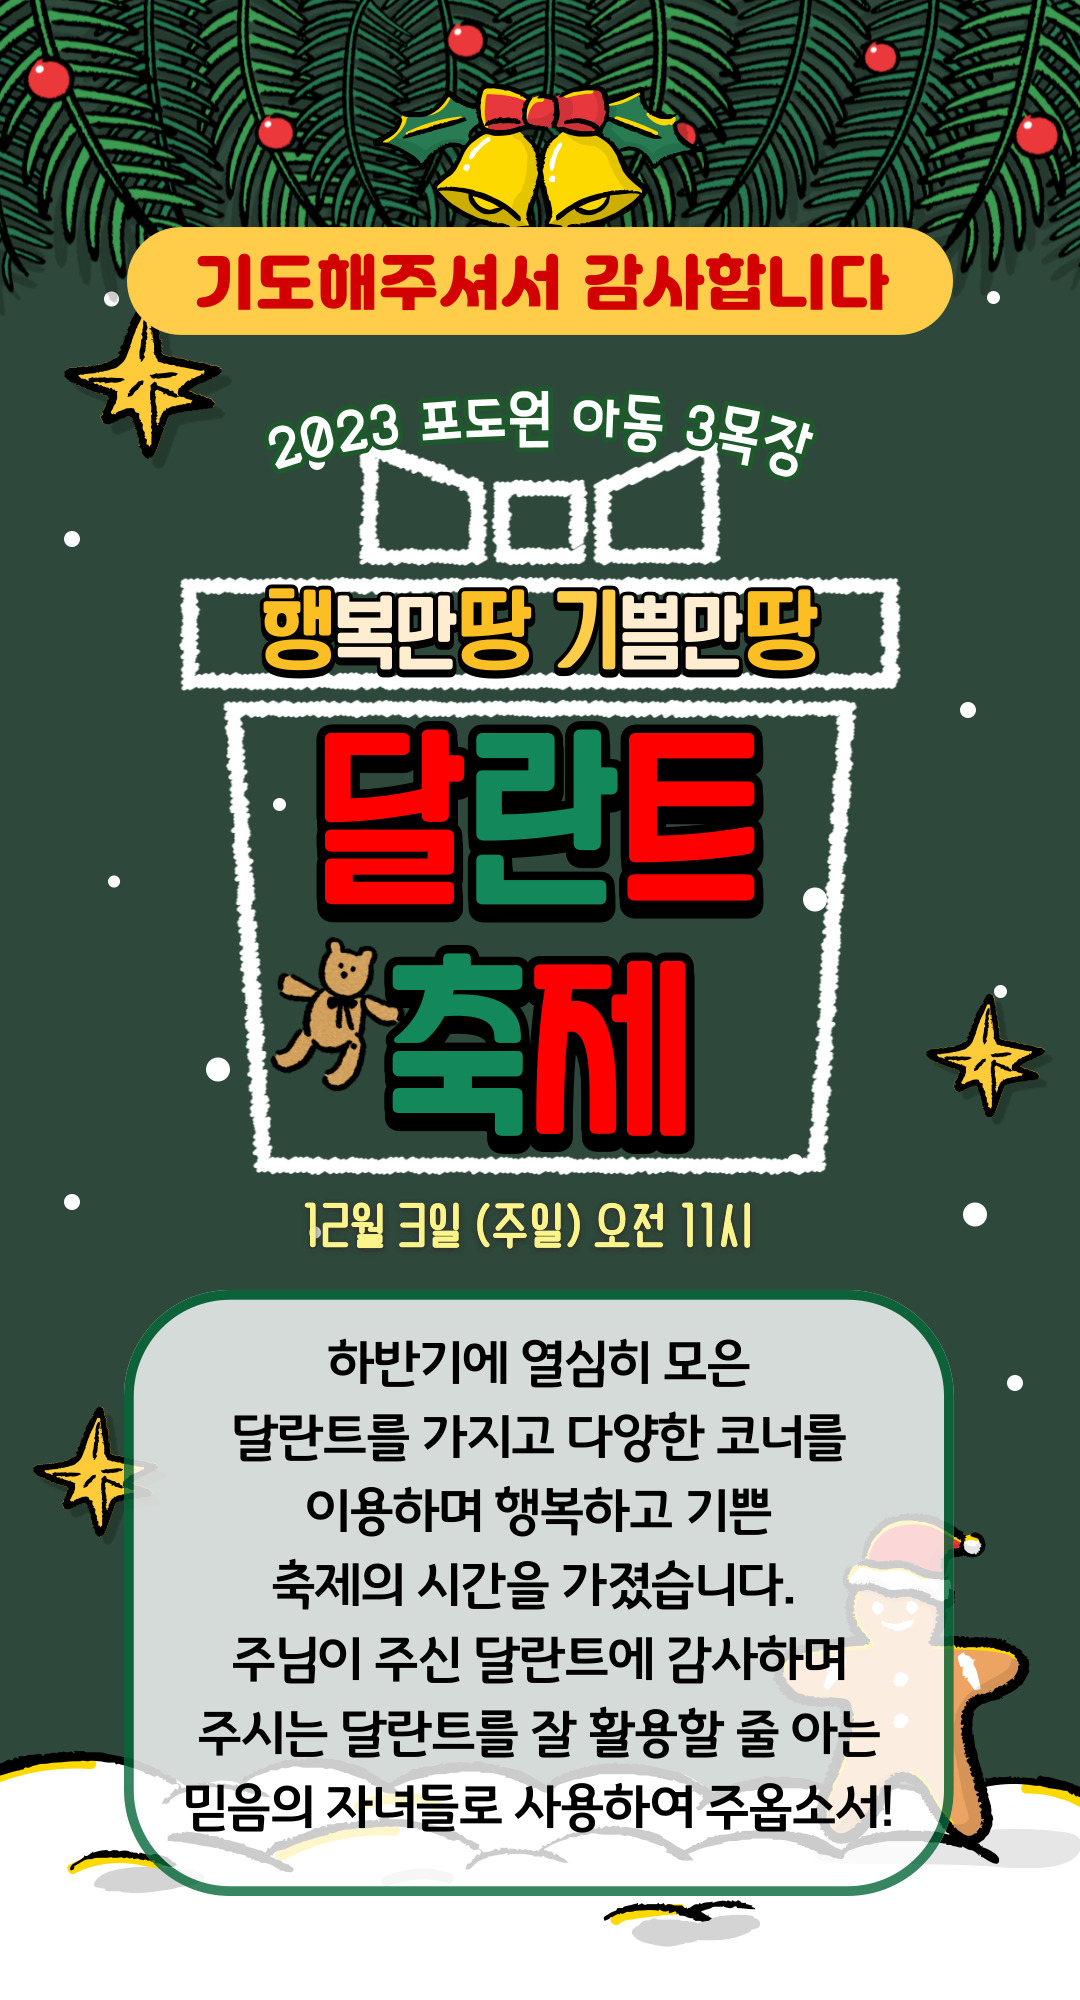 기도해주셔서 감사합니다
2023 포도원 아동 3목장
행복만땅 기쁨만땅
달란트
축제
12월 3일 (주일) 오전 11시
하반기에 열심히 모은
달란트를 가지고 다양한 코너를
이용하며 행복하고 기쁜
축제의 시간을 가졌습니다.
주님이 주신 달란트에 감사하며
주시는 달란트를 잘 활용할 줄 아는
믿음의 자녀들로 사용하여 주옵소서!